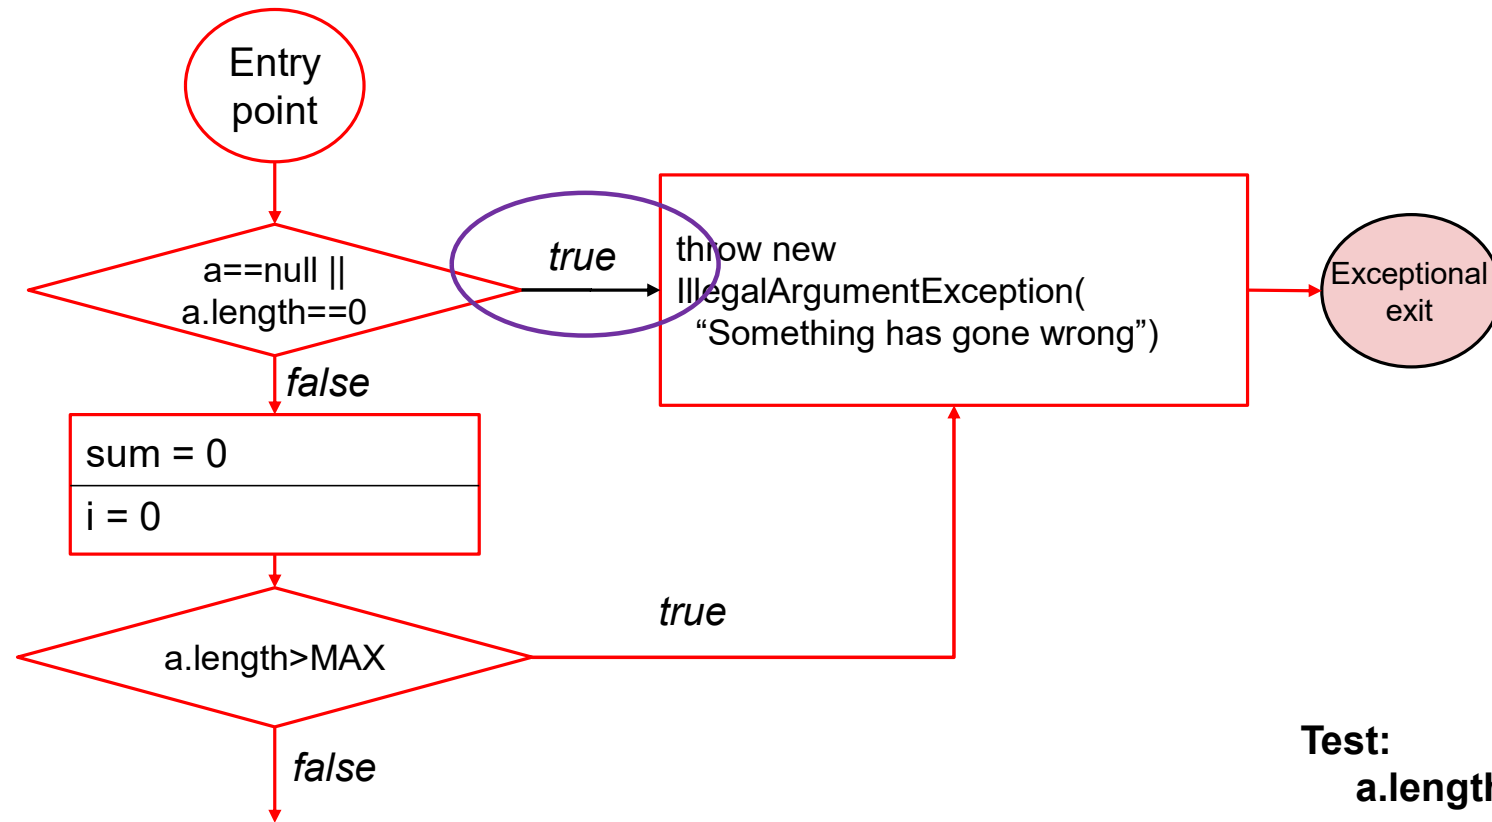 Entry
point
a==null ||
a.length==0
true
throw new
IllegalArgumentException(
“Something has gone wrong”)
Exceptional
exit
false
sum = 0
i = 0
true
a.length>MAX
false
Test: